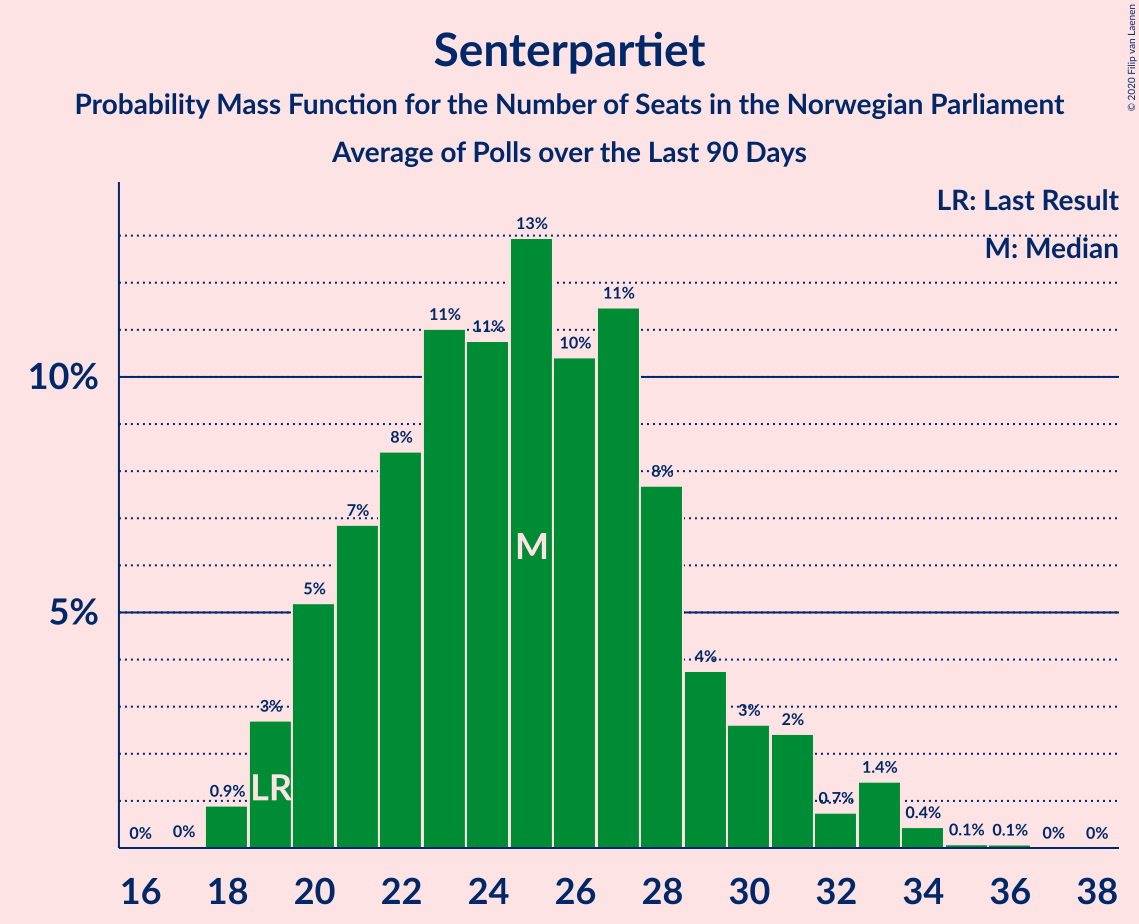 Senterpartiet
Probability Mass Function for the Number of Seats in the Norwegian Parliament
Average of Polls over the Last 90 Days
© 2020 Filip van Laenen
LR: Last Result
M: Median
10%
5%
0%
0%
0.9%
3%
5%
7%
8%
11%
11%
13%
10%
11%
8%
4%
3%
2%
0.7%
1.4%
0.4%
0.1%
0.1%
0%
0%
LR
M
16 18 20 22 24 26 28 30 32 34 36 38